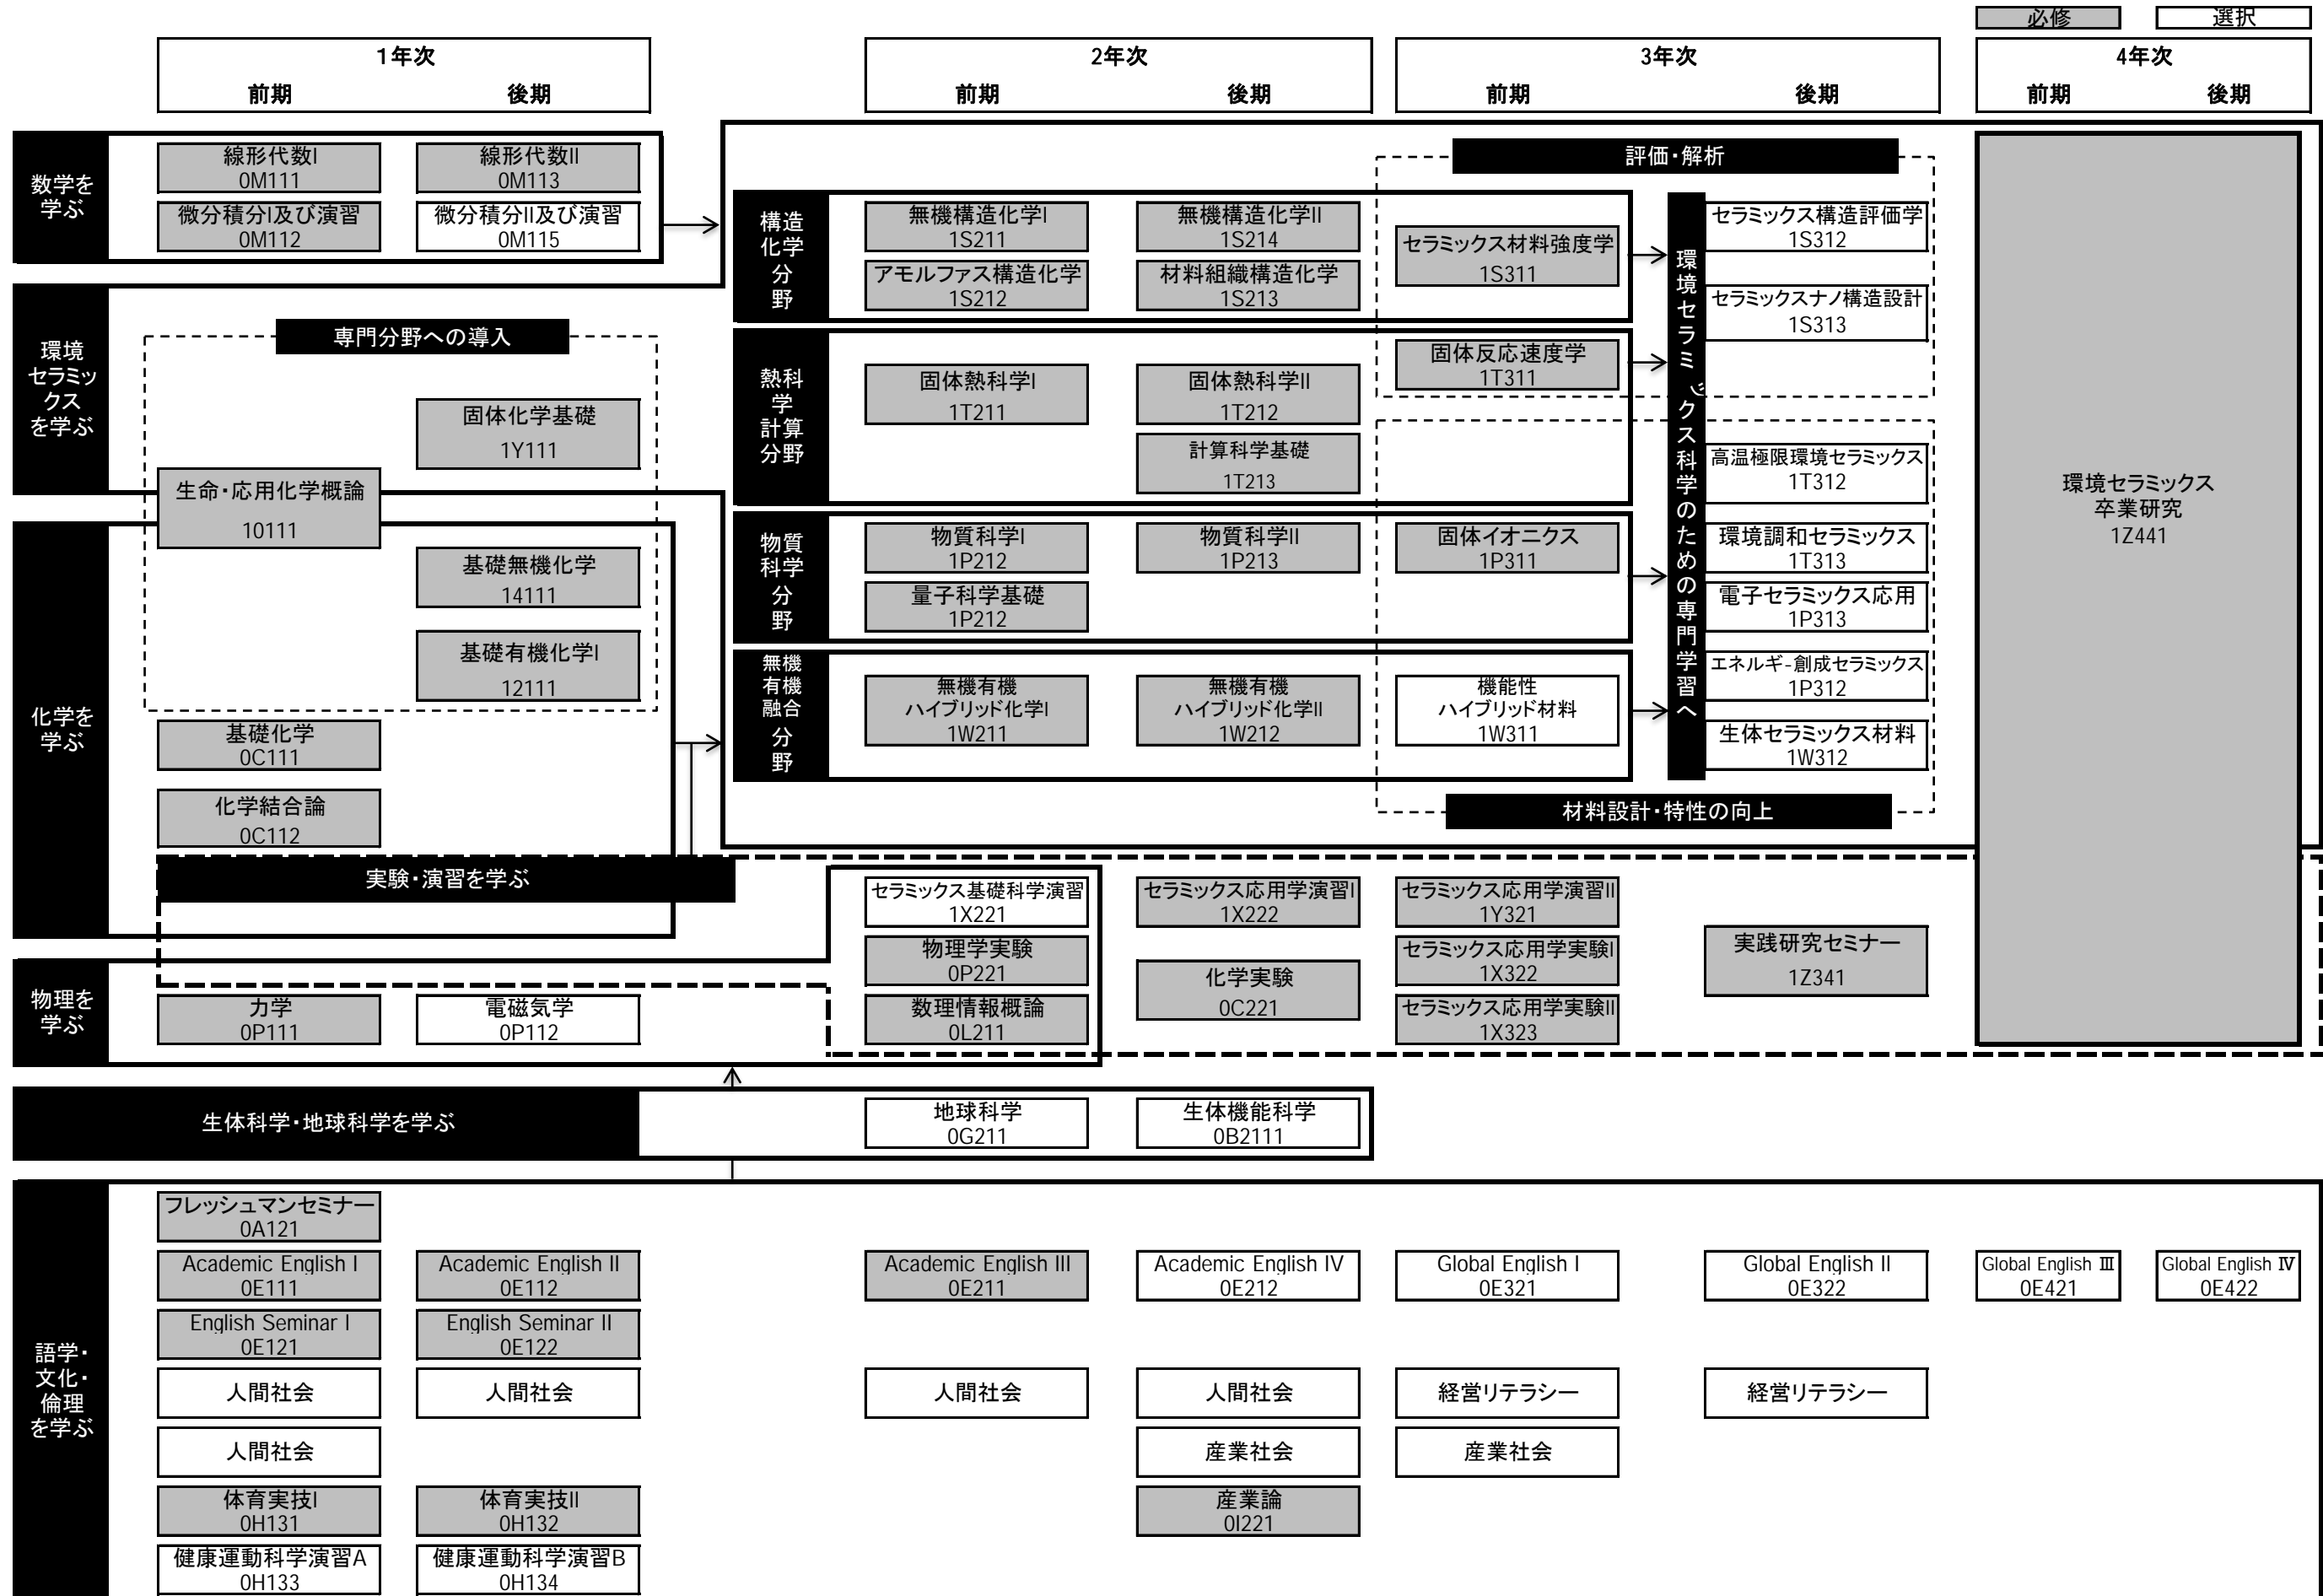 必修
選択
1年次
前期
後期
2年次
前期
後期
3年次
前期
後期
4年次
前期
後期
数学を
学ぶ
線形代数I
0M111
線形代数II
0M113
微分積分I及び演習
0M112
微分積分II及び演習
0M115
環境
セラミッ
クス
を学ぶ
専門分野への導入
固体化学基礎
1Y111
生命・応用化学概論
10111
化学を
学ぶ
基礎無機化学
14111
基礎有機化学I
12111
基礎化学
0C111
化学結合論
0C112
評価・解析
構造
化学
分
野
無機構造化学I
1S211
無機構造化学II
1S214
アモルファス構造化学
1S212
材料組織構造化学
1S213
セラミックス材料強度学
1S311
熱科
学
計算
分野
固体熱科学I
1T211
固体熱科学II
1T212
計算科学基礎
1T213
固体反応速度学
1T311
物質
科学
分
野
物質科学I
1P212
物質科学II
1P213
固体イオニクス
1P311
量子科学基礎
1P212
無機
有機
融合
分
野
無機有機
ハイブリッド化学I
1W211
無機有機
ハイブリッド化学II
1W212
機能性
ハイブリッド材料
1W311
環境セラミックス科学のための専門学習へ
セラミックス構造評価学
1S312
セラミックスナノ構造設計
1S313
高温極限環境セラミックス
1T312
環境調和セラミックス
1T313
電子セラミックス応用
1P313
エネルギ-創成セラミックス
1P312
生体セラミックス材料
1W312
材料設計・特性の向上
環境セラミックス
卒業研究
1Z441
実験・演習を学ぶ
セラミックス基礎科学演習
1X221
セラミックス応用学演習I
1X222
セラミックス応用学演習II
1Y321
物理学実験
0P221
化学実験
0C221
セラミックス応用学実験I
1X322
実践研究セミナー
1Z341
数理情報概論
0L211
セラミックス応用学実験II
1X323
物理を
学ぶ
力学
0P111
電磁気学
0P112
生体科学・地球科学を学ぶ
地球科学
0G211
生体機能科学
0B2111
語学・
文化・
倫理
を学ぶ
フレッシュマンセミナー
0A121
Academic English I
0E111
Academic English II
0E112
Academic English III
0E211
Academic English IV
0E212
Global English I
0E321
Global English II
0E322
Global English Ⅲ
0E421
Global English Ⅳ
0E422
English Seminar I
0E121
English Seminar II
0E122
人間社会
人間社会
人間社会
人間社会
経営リテラシー
経営リテラシー
人間社会
産業社会
産業社会
体育実技I
0H131
体育実技II
0H132
産業論
0I221
健康運動科学演習A
0H133
健康運動科学演習B
0H134